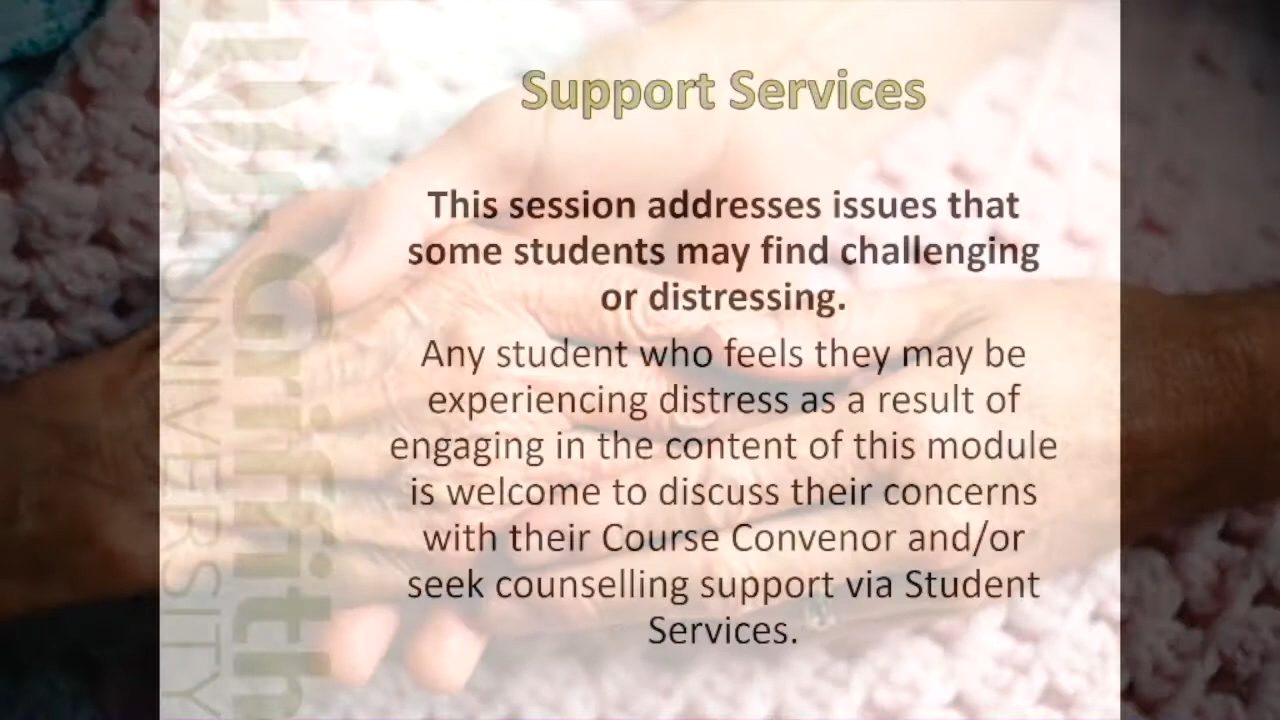 Support Services
This session addresses issues that
some students may find challenging
or distressing.
Any student who feels they may be
experiencing distress as a result of
engaging in the content of this module
is welcome to discuss their concerns
with their Course Convenor and/or
seek counselling support via Student
Services.
Griffith
UNIVERSITY